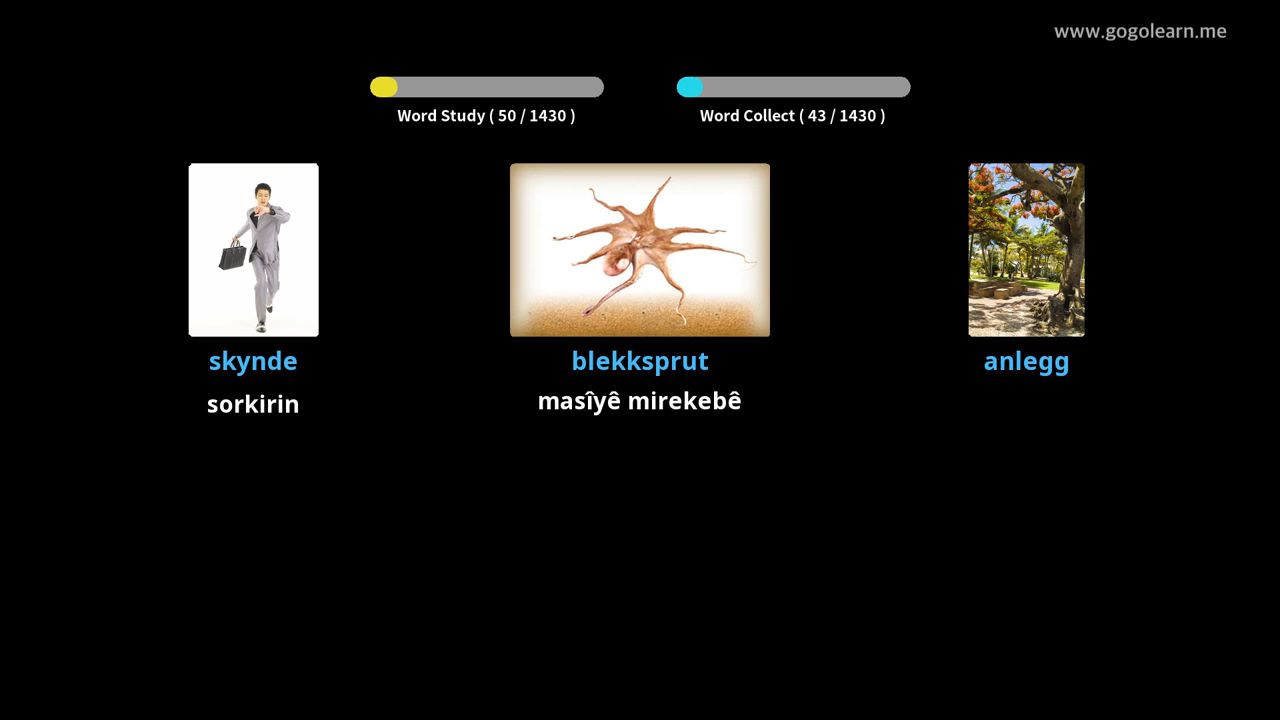 www.gogolearn.me
Word Study ( 50 / 1430 )
Word Collect ( 43 / 1430 )
skynde
blekksprut
anlegg
sorkirin
masîyê mirekebê